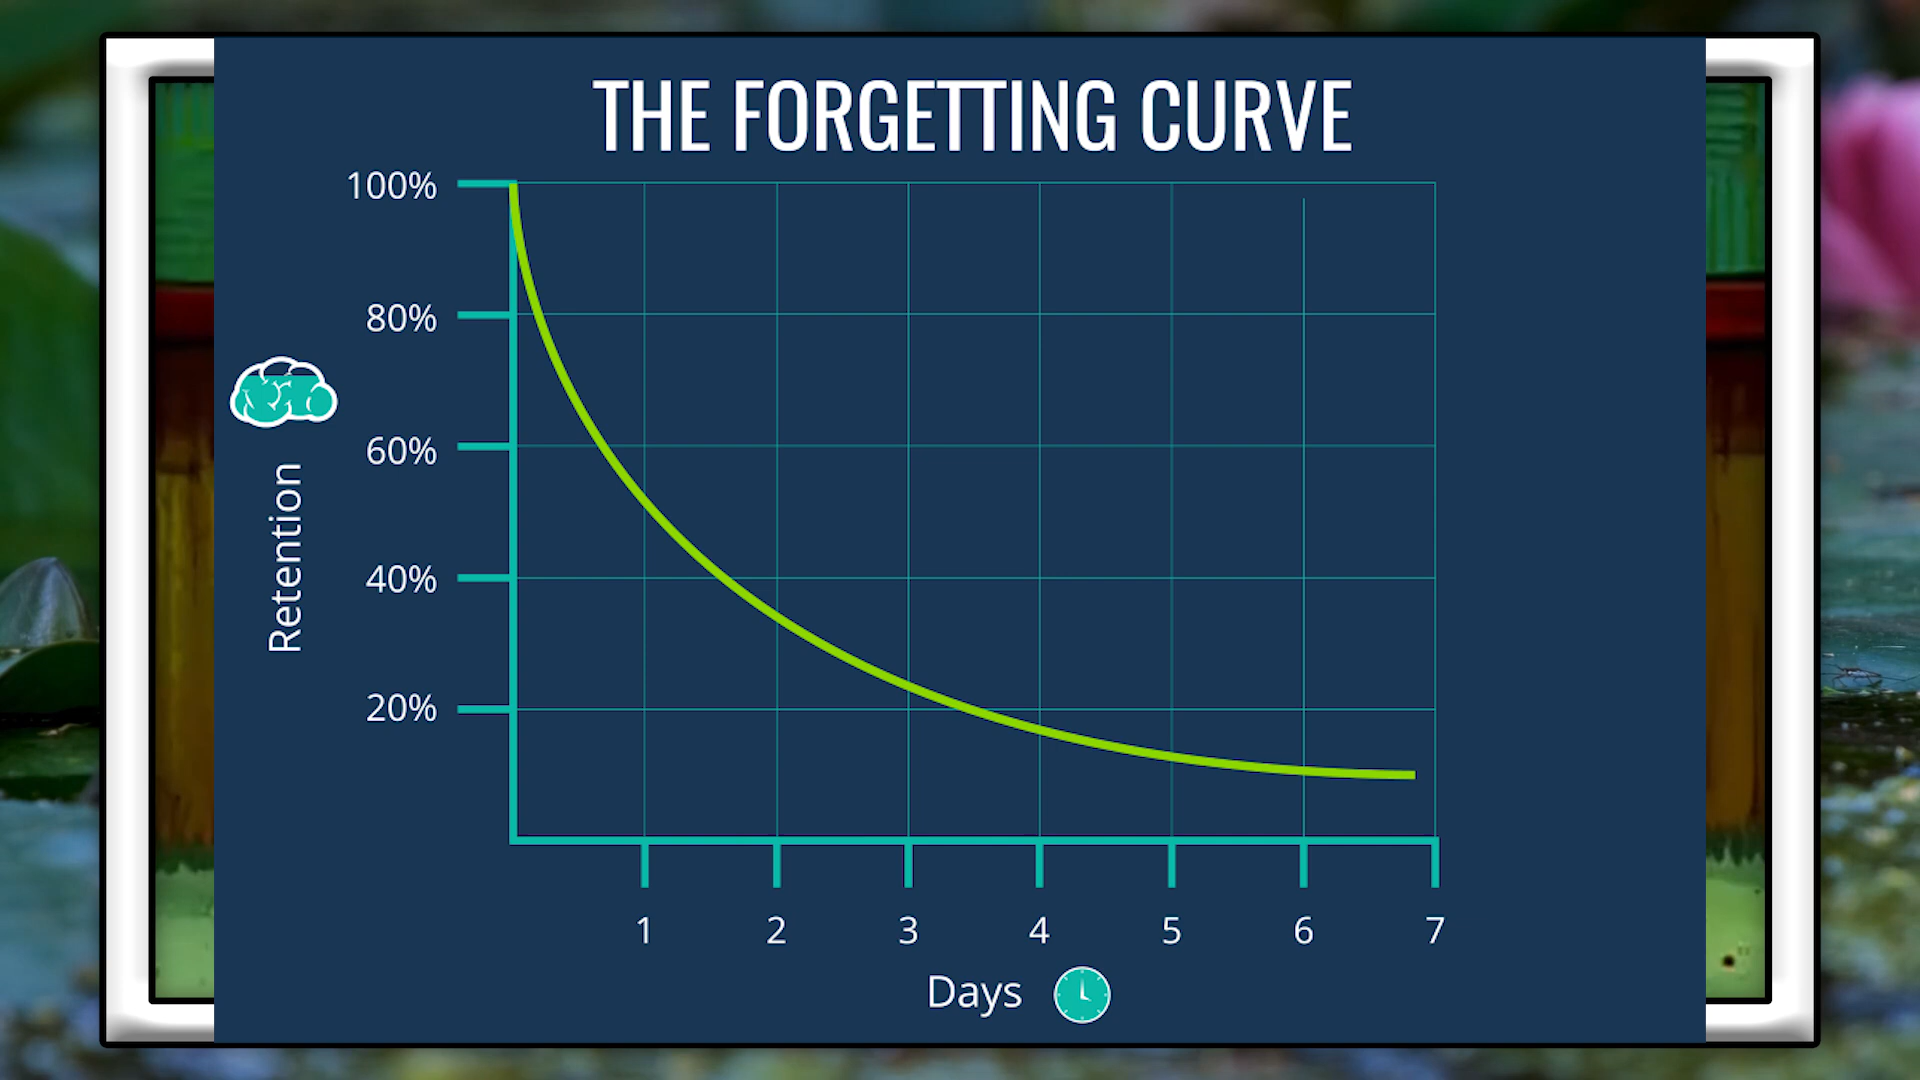 THE FORGETTING CURVE
100%
80%
60%
40%
20%
Retention
1 2 3 4 5 6 7
Days